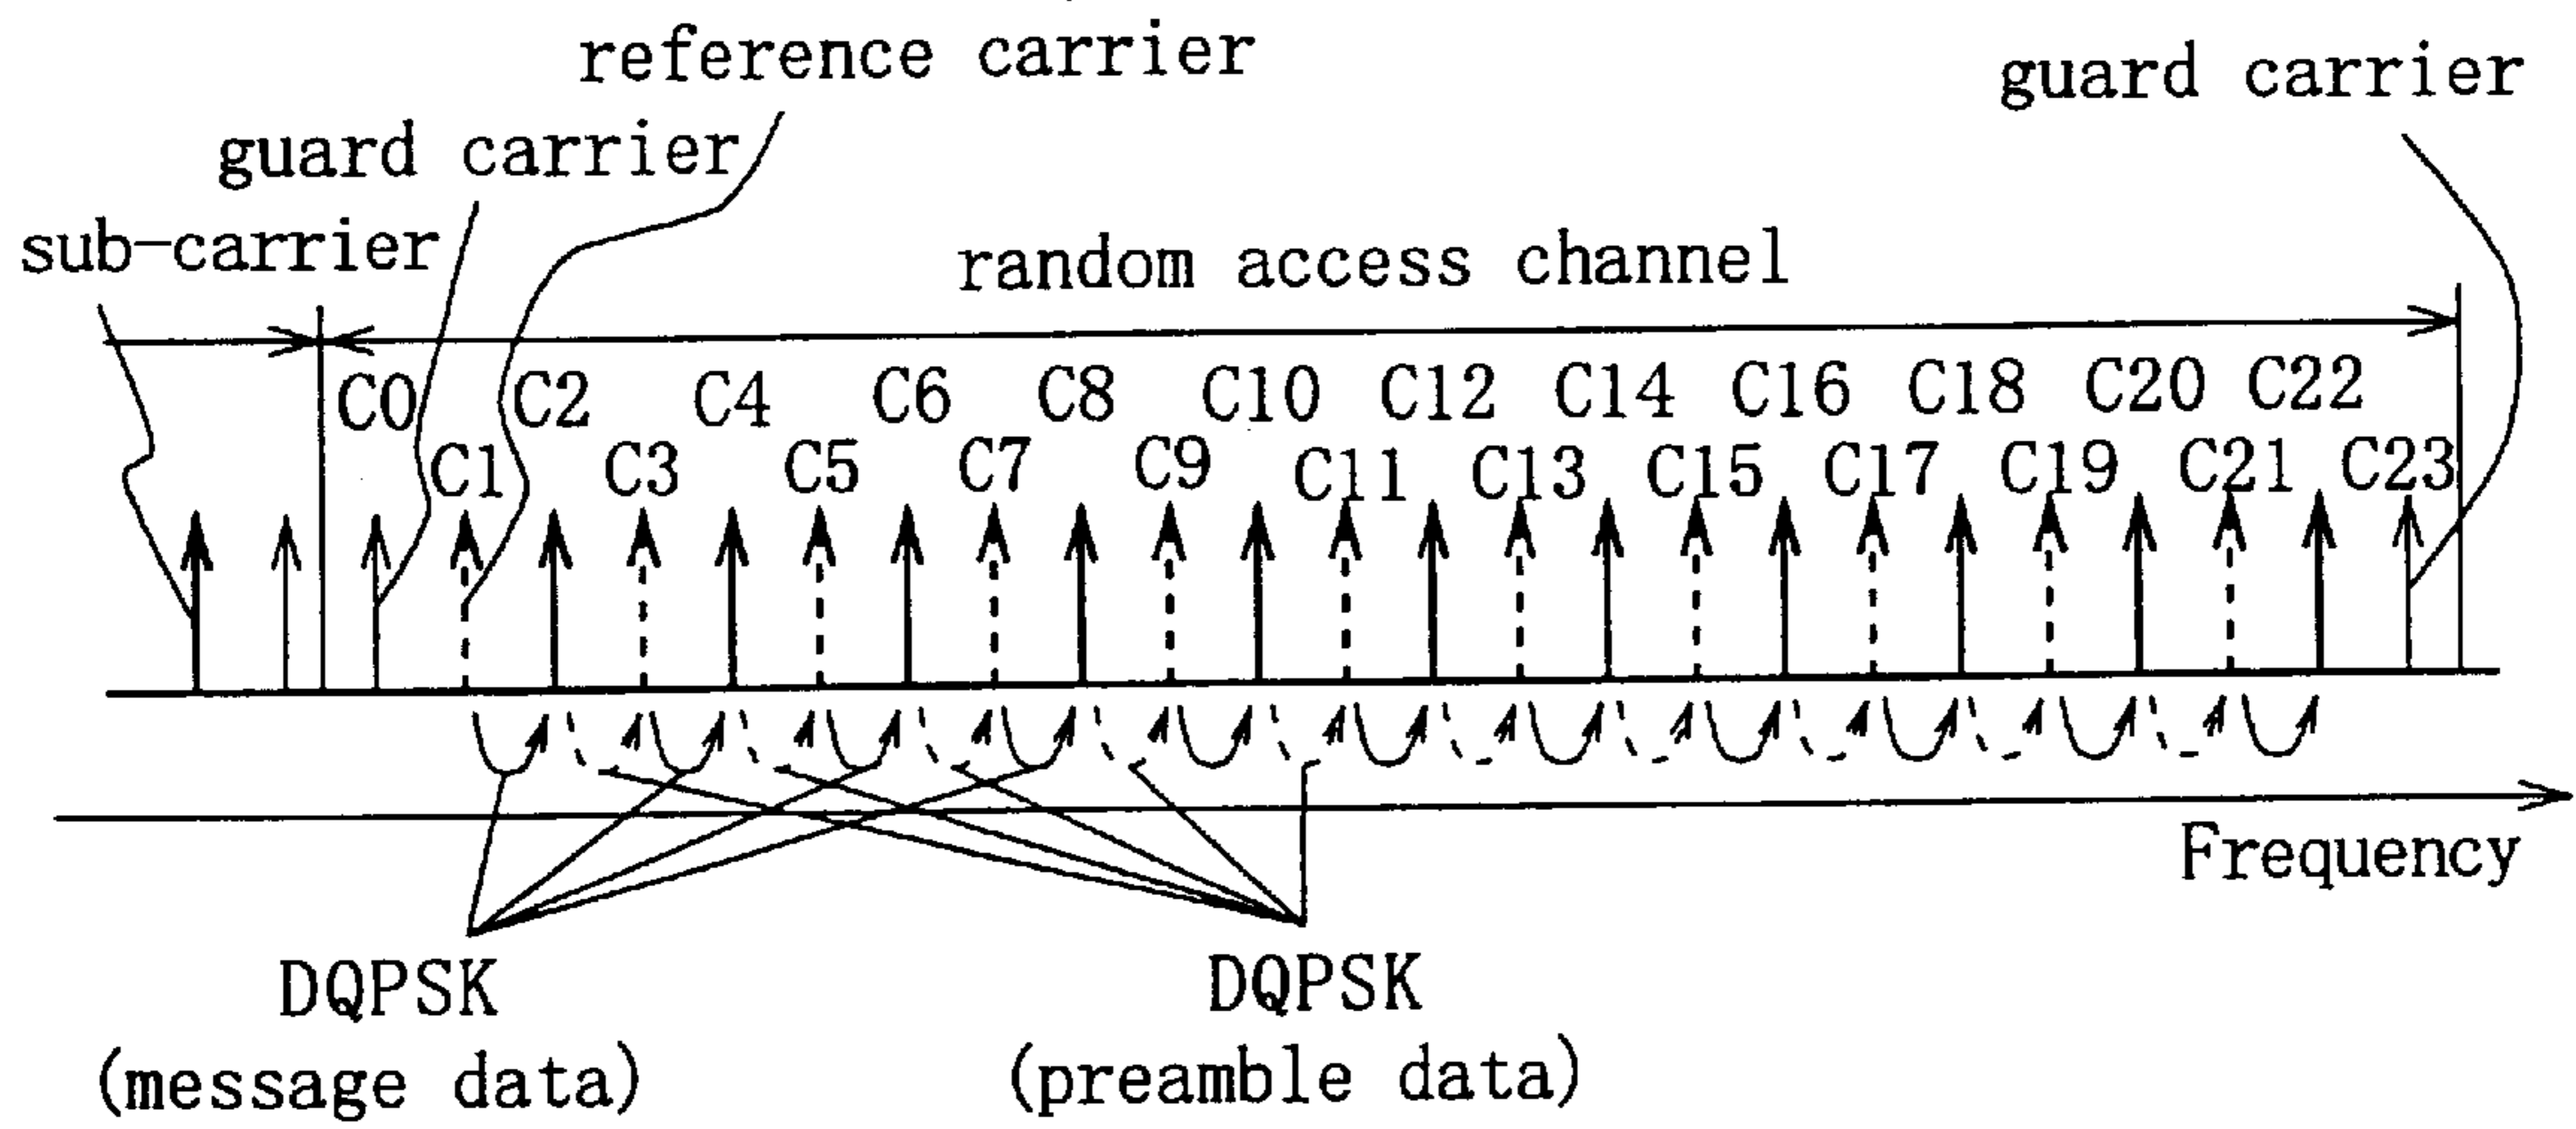 reference carrier
guard carrier
guard carrier
sub-carrier
random access channel
C0 C2 C4 C6 C8 C10 C12 C14 C16 C18 C20 C22
C1 C3 C5 C7 C9 C11 C13 C15 C17 C19 C21 C23
Frequency
DQPSK
(message data)
DQPSK
(preamble data)